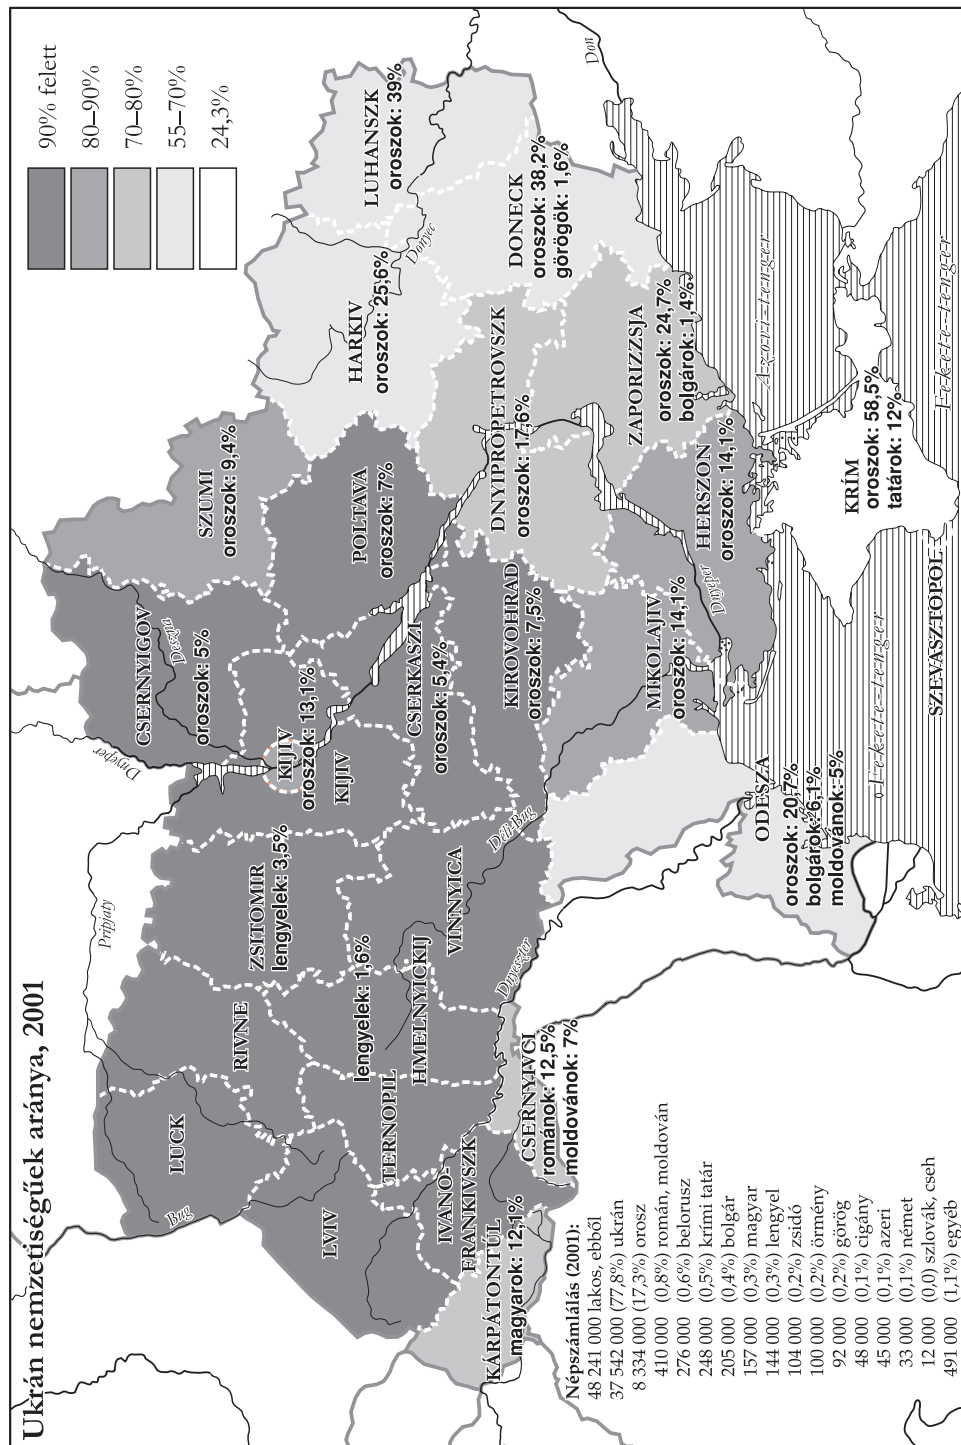 Ukrán nemzetiségűek aránya, 2001
90% felett
80–90%
70–80%
55–70%
24,3%
Pripjaty
Bug
LUCK
RIVNE
ZSITOMIR
lengyelek: 3,5%
LVIV
TERNOPIL
lengyelek: 1,6%
HMELNYICKIJ
VINNYICA
IVANO-
FRANKIVSZK
KÁRPÁTONTÚL
magyarok: 12,1%
CSERNYIVCI
románok: 12,5%
moldovánok: 7%
Dnyeszter
Déli-Bug
Dnyeper
CSERNYIGOV
Deszna
oroszok: 5%
KIJIV
oroszok: 13,1%
KIJIV
CSERKASZI
oroszok: 5,4%
KIROVOHRAD
oroszok: 7,5%
MIKOLAJIV
oroszok: 14,1%
ODESZA
oroszok: 20,7%
bolgárok: 6,1%
moldovánok: 5%
SZUMI
oroszok: 9,4%
POLTAVA
oroszok: 7%
HARKIV
oroszok: 25,6%
LUHANSZK
oroszok: 39%
Donyec
Don
DONECK
oroszok: 38,2%
görögök: 1,6%
DNYIPROPETROVSZK
oroszok: 17,6%
ZAPORIZZSJA
oroszok: 24,7%
bolgárok: 1,4%
HERSZON
oroszok: 14,1%
Dnyeper
Azovi-tenger
KRÍM
oroszok: 58,5%
tatárok: 12%
SZEVASZTOPOL
Fekete-tenger
Fekete-tenger
Népszámlálás (2001):
48 241 000 lakos, ebből
37 542 000 (77,8%) ukrán
8 334 000 (17,3%) orosz
410 000 (0,8%) román, moldován
276 000 (0,6%) belorusz
248 000 (0,5%) krími tatár
205 000 (0,4%) bolgár
157 000 (0,3%) magyar
144 000 (0,3%) lengyel
104 000 (0,2%) zsidó
100 000 (0,2%) örmény
92 000 (0,2%) görög
48 000 (0,1%) cigány
45 000 (0,1%) azeri
33 000 (0,1%) német
12 000 (0,0) szlovák, cseh
491 000 (1,1%) egyéb